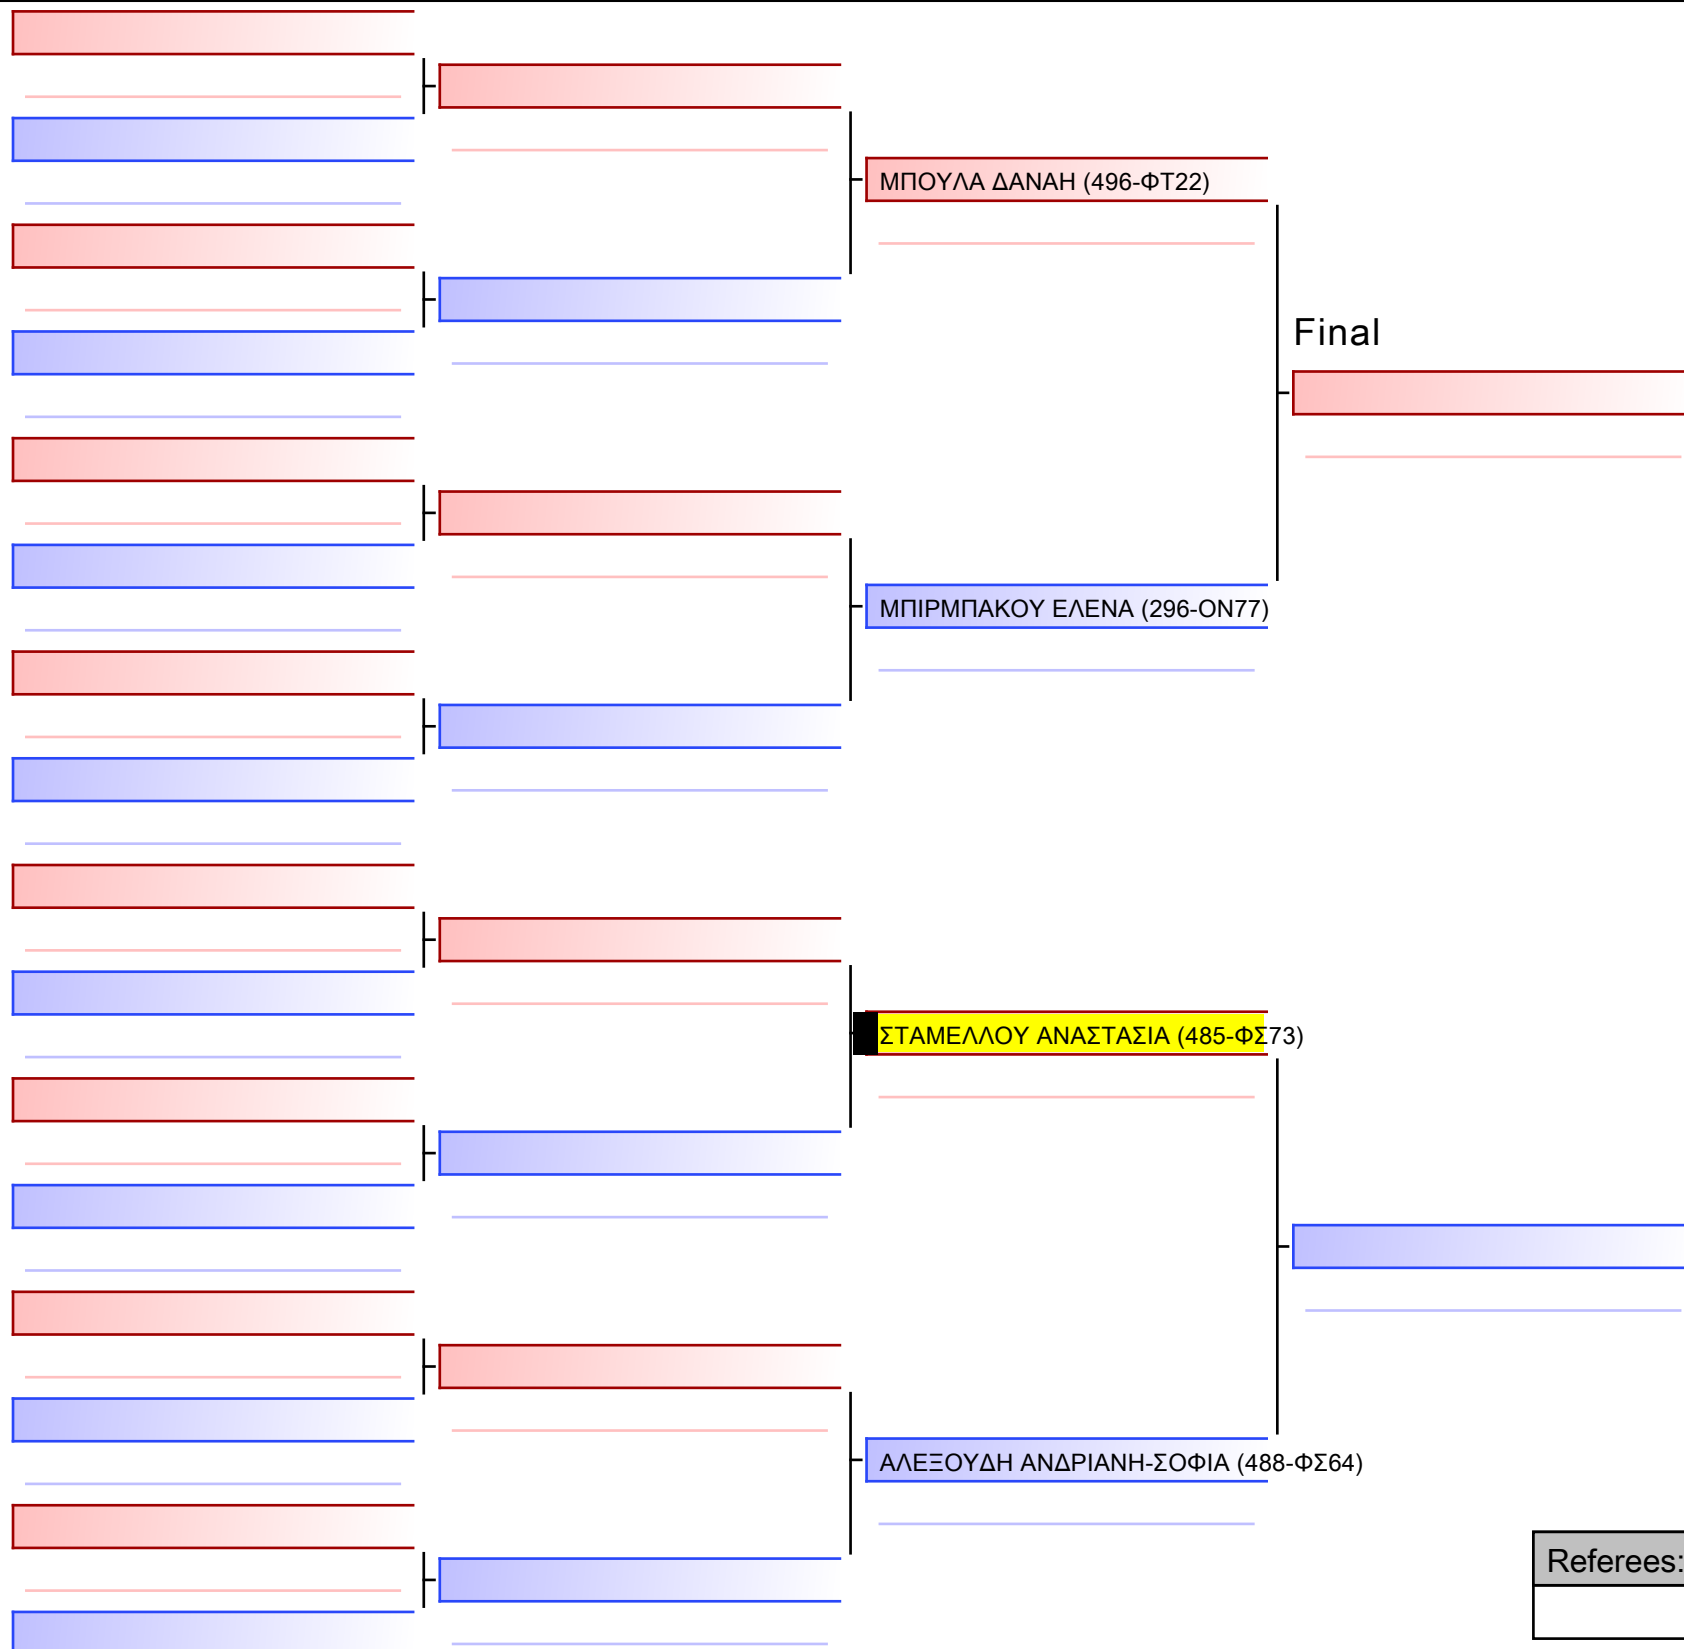 ΜΠΟΥΛΑ ΔΑΝΑΗ (496-ΦΤ22)
Final
ΜΠΙΡΜΠΑΚΟΥ ΕΛΕΝΑ (296-ΟΝ77)
ΣΤΑΜΕΛΛΟΥ ΑΝΑΣΤΑΣΙΑ (485-ΦΣ73)
ΑΛΕΞΟΥΔΗ ΑΝΔΡΙΑΝΗ-ΣΟΦΙΑ (488-ΦΣ64)
Referees: